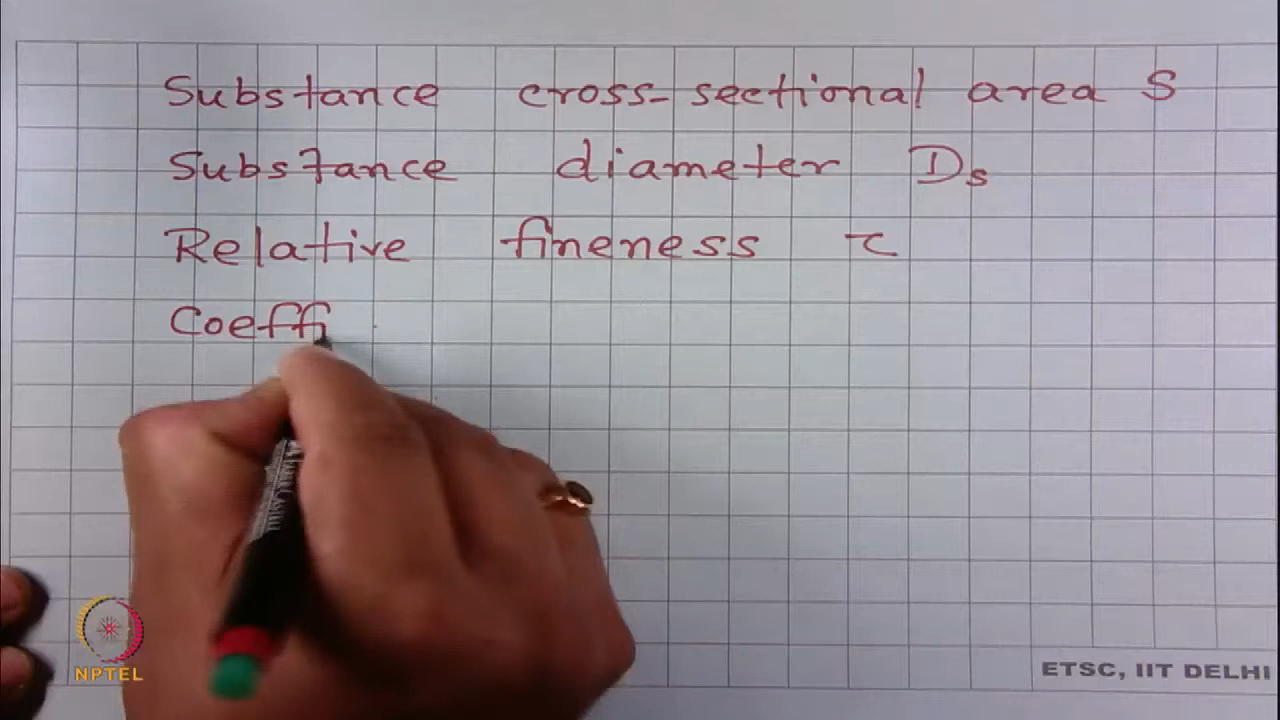 Substance cross-sectional area S
Substance diameter Ds
Relative fineness τ
Coeffi
NPTEL
ETSC, IIT DELHI